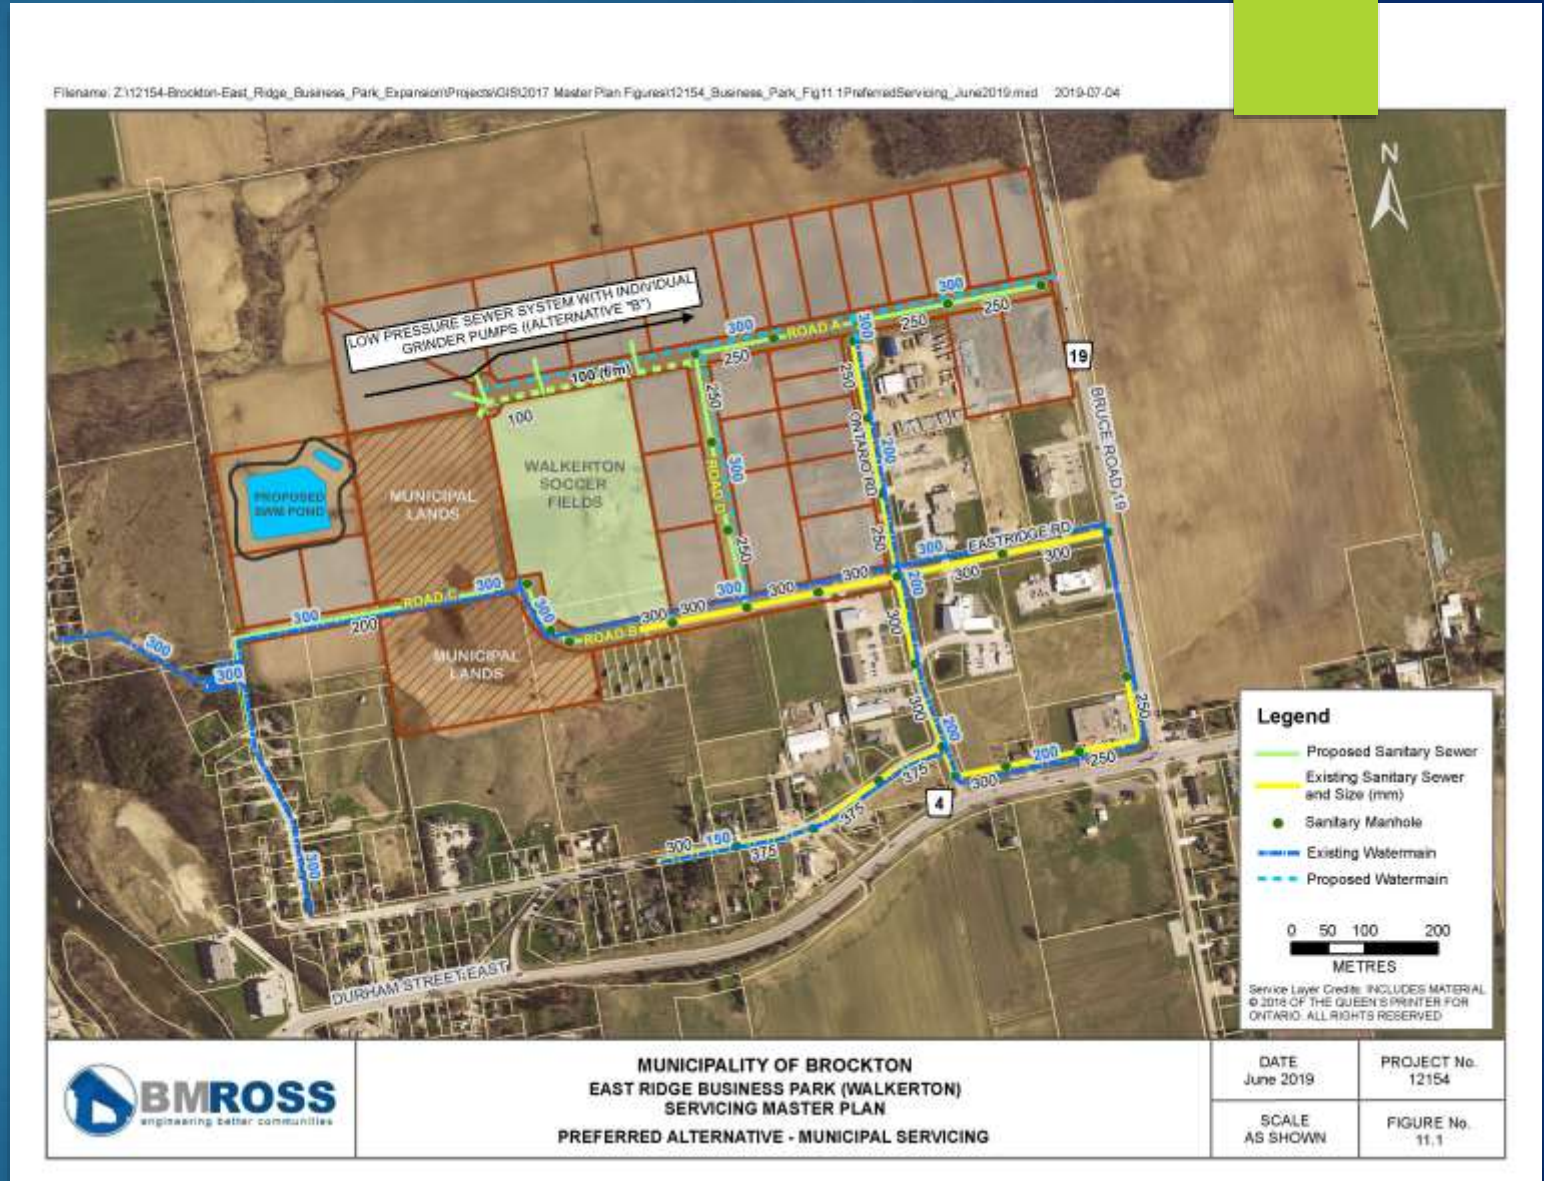 Filename: Z:\12154-Brockton-East_Ridge_Business_Park_Expansion\Projects\GIS\2017 Master Plan Figures\12154_Business_Park_Fig11.1PreferredServicing_June2019.mxd 2019-07-04
N
LOW PRESSURE SEWER SYSTEM WITH INDIVIDUAL
GRINDER PUMPS ((ALTERNATIVE "B")
300
300
ROAD A
300
250
250
250
19
100 (fm)
100
250
250
ONTARIO RD
BRUCE ROAD 19
200
WALKERTON
SOCCER
FIELDS
ROAD D
300
PROPOSED
SWM POND
MUNICIPAL
LANDS
250
250
300
EASTRIDGE RD
300
300
200
300
300
300
300
300
300
ROAD B
ROAD C
300
300
200
300
300
300
MUNICIPAL
LANDS
300
300
200
250
200
250
300
375
4
375
300
150
375
300
DURHAM STREET EAST
Legend
Proposed Sanitary Sewer
Existing Sanitary Sewer
and Size (mm)
Sanitary Manhole
Existing Watermain
Proposed Watermain
0 50 100 200
METRES
Service Layer Credits: INCLUDES MATERIAL
© 2016 OF THE QUEEN'S PRINTER FOR
ONTARIO. ALL RIGHTS RESERVED
BMROSS
engineering better communities
MUNICIPALITY OF BROCKTON
EAST RIDGE BUSINESS PARK (WALKERTON)
SERVICING MASTER PLAN
PREFERRED ALTERNATIVE - MUNICIPAL SERVICING
DATE
June 2019
PROJECT No.
12154
SCALE
AS SHOWN
FIGURE No.
11.1